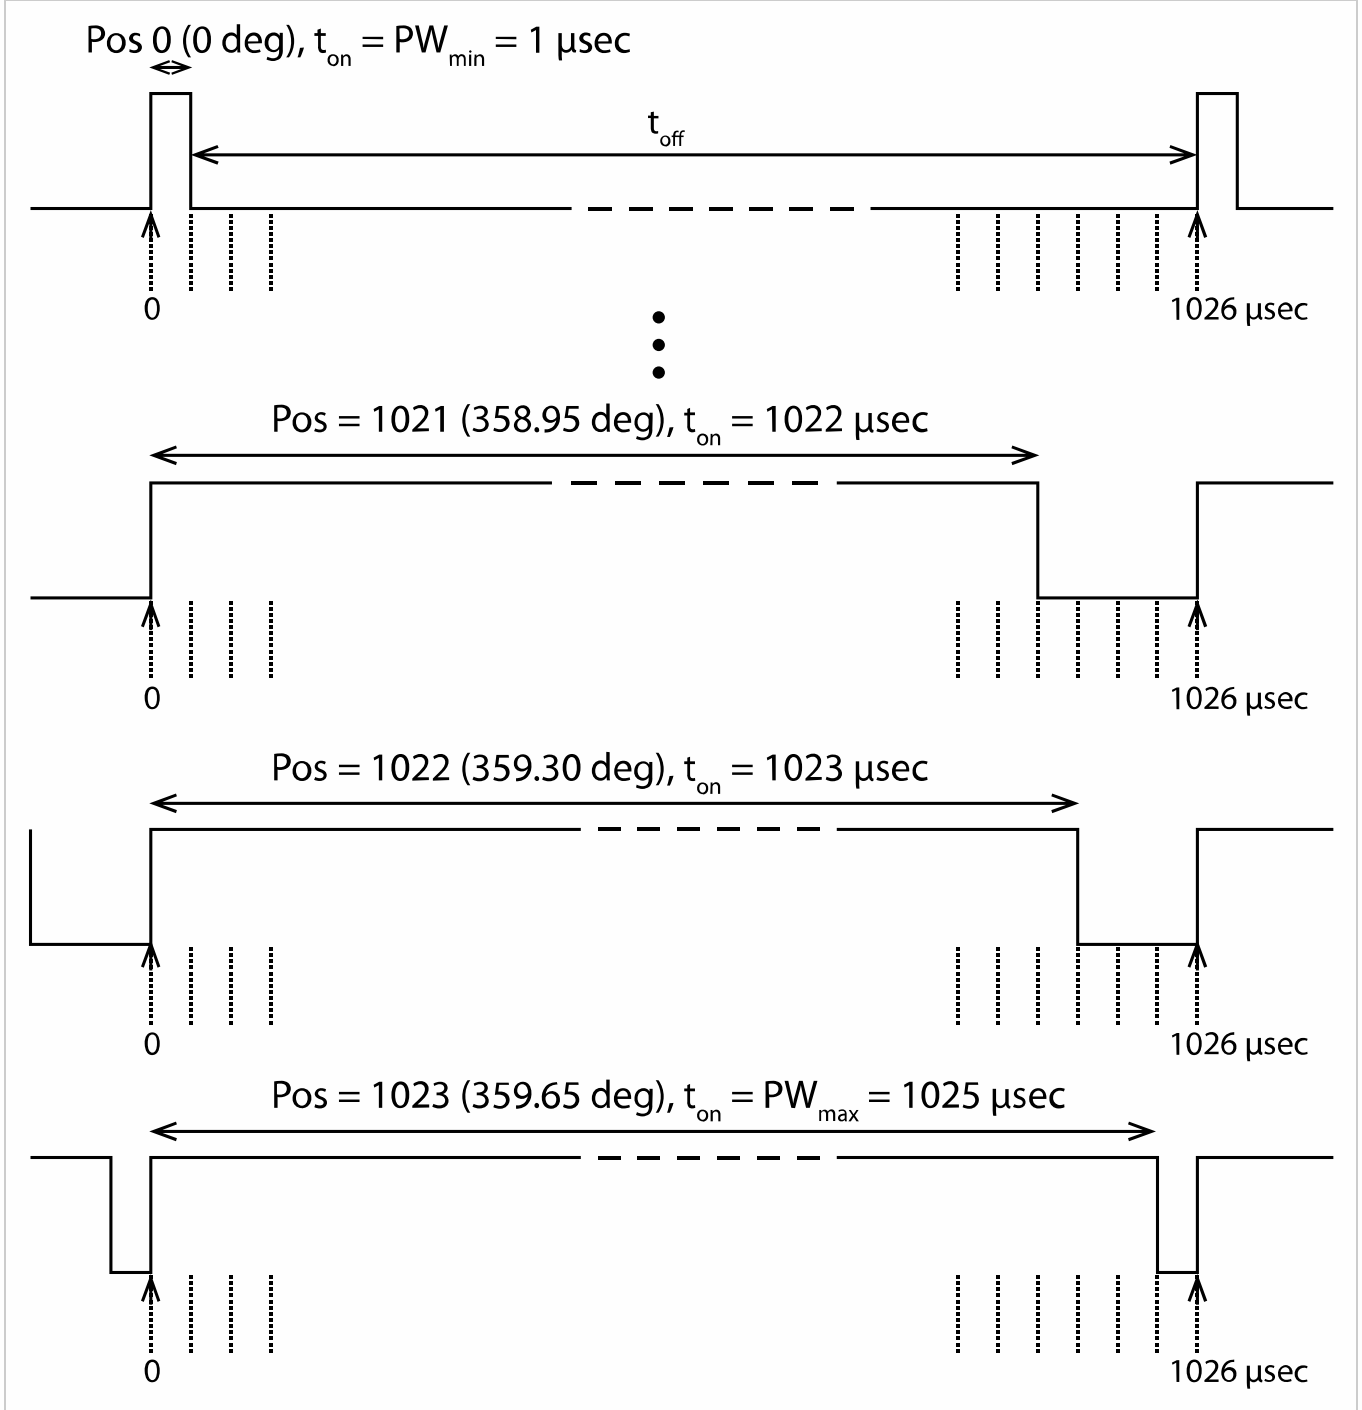 Pos 0 (0 deg), ton = PWmin = 1 µsec
toff
0 1026 µsec
Pos = 1021 (358.95 deg), ton = 1022 µsec
0 1026 µsec
Pos = 1022 (359.30 deg), ton = 1023 µsec
0 1026 µsec
Pos = 1023 (359.65 deg), ton = PWmax = 1025 µsec
0 1026 µsec